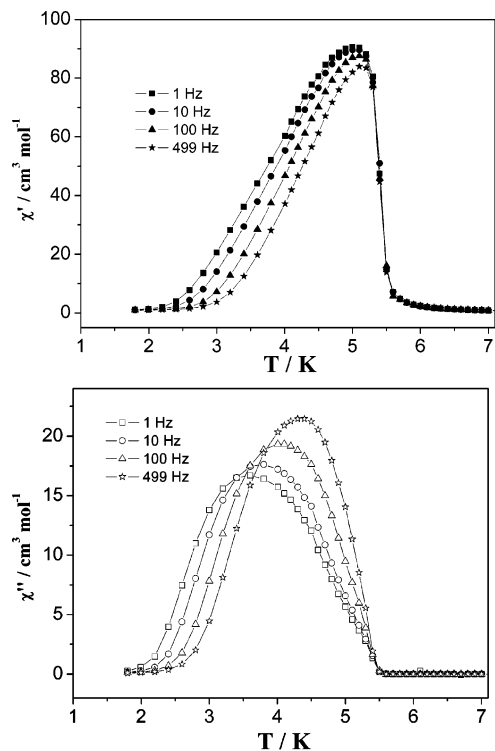 100
80
60
40
20
0
χ' / cm³ mol⁻¹
1 Hz
10 Hz
100 Hz
499 Hz
1 2 3 4 5 6 7
T / K
20
15
10
5
0
χ'' / cm³ mol⁻¹
1 Hz
10 Hz
100 Hz
499 Hz
1 2 3 4 5 6 7
T / K